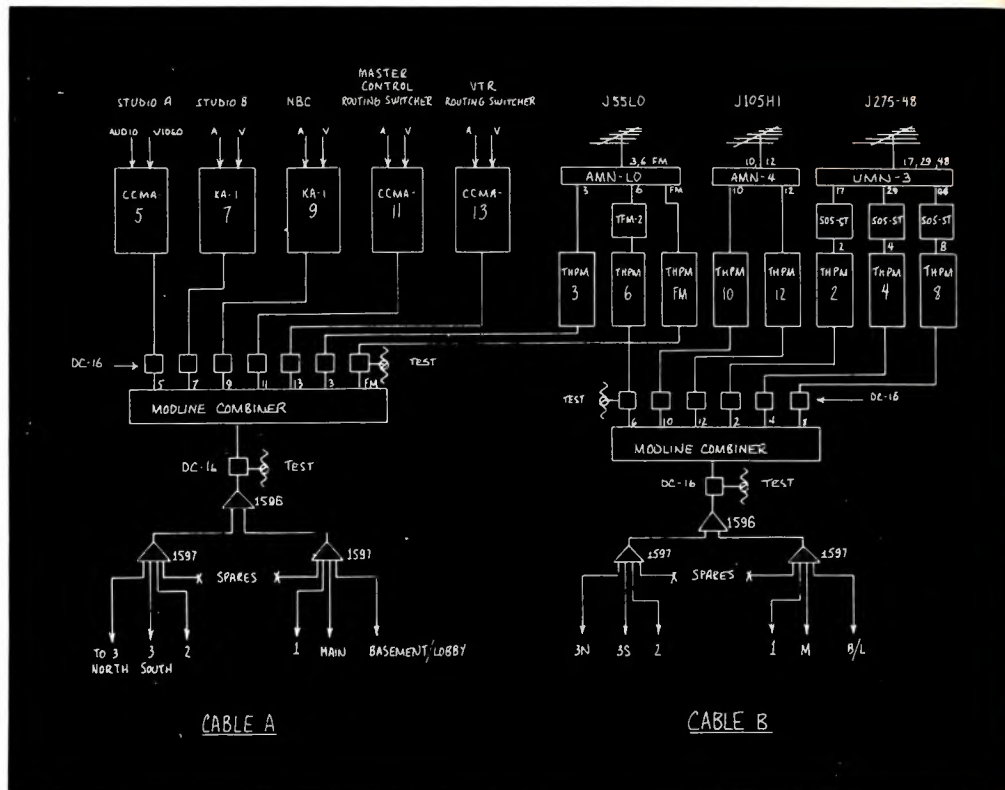 MASTER
CONTROL
VTR
STUDIO A STUDIO B NBC ROUTING SWITCHER ROUTING SWITCHER
J55LO J105HI J275-48
AUDIO VIDEO A V A V A V A V
3,6 FM 10, 12 17, 29, 48
AMN-LO AMN-4 UMN-3
3 6 FM 10 12 17 29
TFM-2 SOS-ST SOS-ST SOS-ST
2 4 8
CCMA- KA-1 KA-1 CCMA- CCMA-
5 7 9 11 13
THPM THPM THPM THPM THPM THPM THPM THPM
3 6 FM 10 12 2 4 8
DC-16 TEST
5 7 9 11 13 3 FM
MODLINE COMBINER
TEST DC-16
6 10 12 2 4 8
MODLINE COMBINER
DC-16 TEST
DC-16 TEST
1596
1596
1597 1597
SPARES
1597 1597
SPARES
TO 3 3 2 1 MAIN BASEMENT/LOBBY
NORTH SOUTH
3N 3S 2 1 M B/L
CABLE A
CABLE B